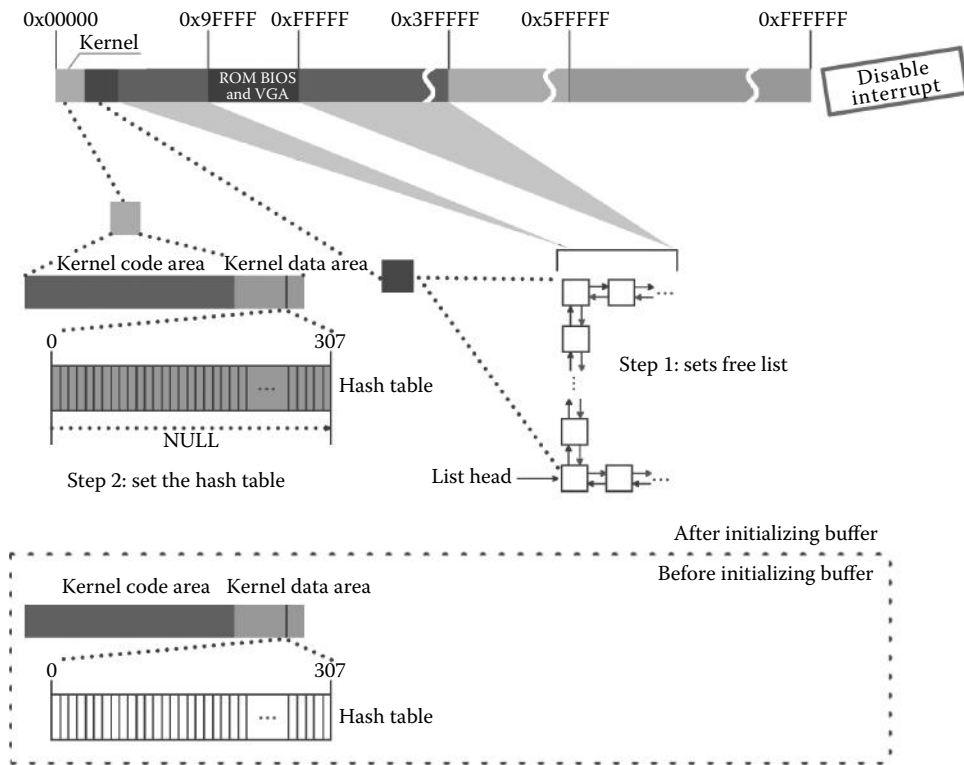 0x00000 0x9FFFF 0xFFFFF 0x3FFFFF 0x5FFFFF 0xFFFFFF
Kernel
ROM BIOS
and VGA
Disable
interrupt
Kernel code area Kernel data area
0 307
...
Hash table
NULL
Step 2: set the hash table
...
Step 1: sets free list
...
...
List head
After initializing buffer
Before initializing buffer
Kernel code area Kernel data area
0 307
...
Hash table